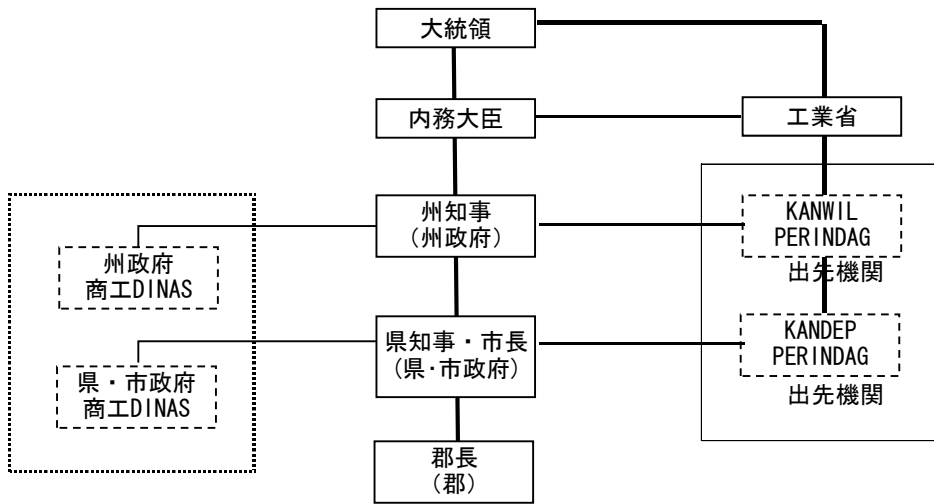 大統領
内務大臣
工業省
州知事
(州政府)
KANWIL
PERINDAG
出先機関
州政府
商工DINAS
県知事・市長
(県・市政府)
KANDEP
PERINDAG
出先機関
県・市政府
商工DINAS
郡長
(郡)